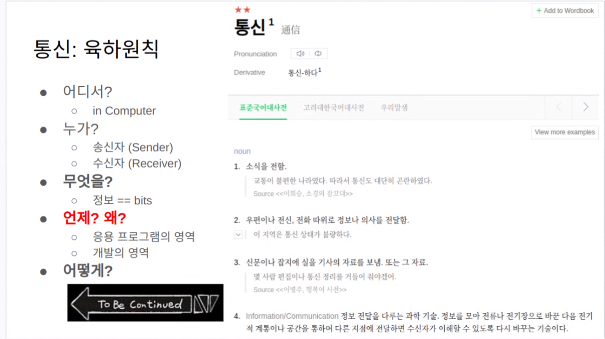 통신: 육하원칙
● 어디서?
○ in Computer
● 누가?
○ 송신자 (Sender)
○ 수신자 (Receiver)
● 무엇을?
○ 정보 == bits
● 언제? 왜?
○ 응용 프로그램의 영역
○ 개발의 영역
● 어떻게?
To Be Continued
★★
+ Add to Wordbook
통신¹ 通信
Pronunciation
Derivative 통신-하다¹
표준국어대사전 고려대한국어대사전 우리말샘
View more examples
noun
1. 소식을 전함.
교통이 불편한 나라였다. 따라서 통신도 대단히 곤란하였다.
Source <<이희승, 소경의 잠꼬대>>
2. 우편이나 전신, 전화 따위로 정보나 의사를 전달함.
이 지역은 통신 상태가 불량하다.
3. 신문이나 잡지에 실을 기사의 자료를 보냄. 또는 그 자료.
몇 사람 편집이나 통신 정리를 거들어 줘야겠어.
Source <<이병주, 행복어 사전>>
4. Information/Communication 정보 전달을 다루는 과학 기술. 정보를 모아 전류나 전기장으로 바꾼 다음 전기
적 계통이나 공간을 통하여 다른 지점에 전달하면 수신자가 이해할 수 있도록 다시 바꾸는 기술이다.